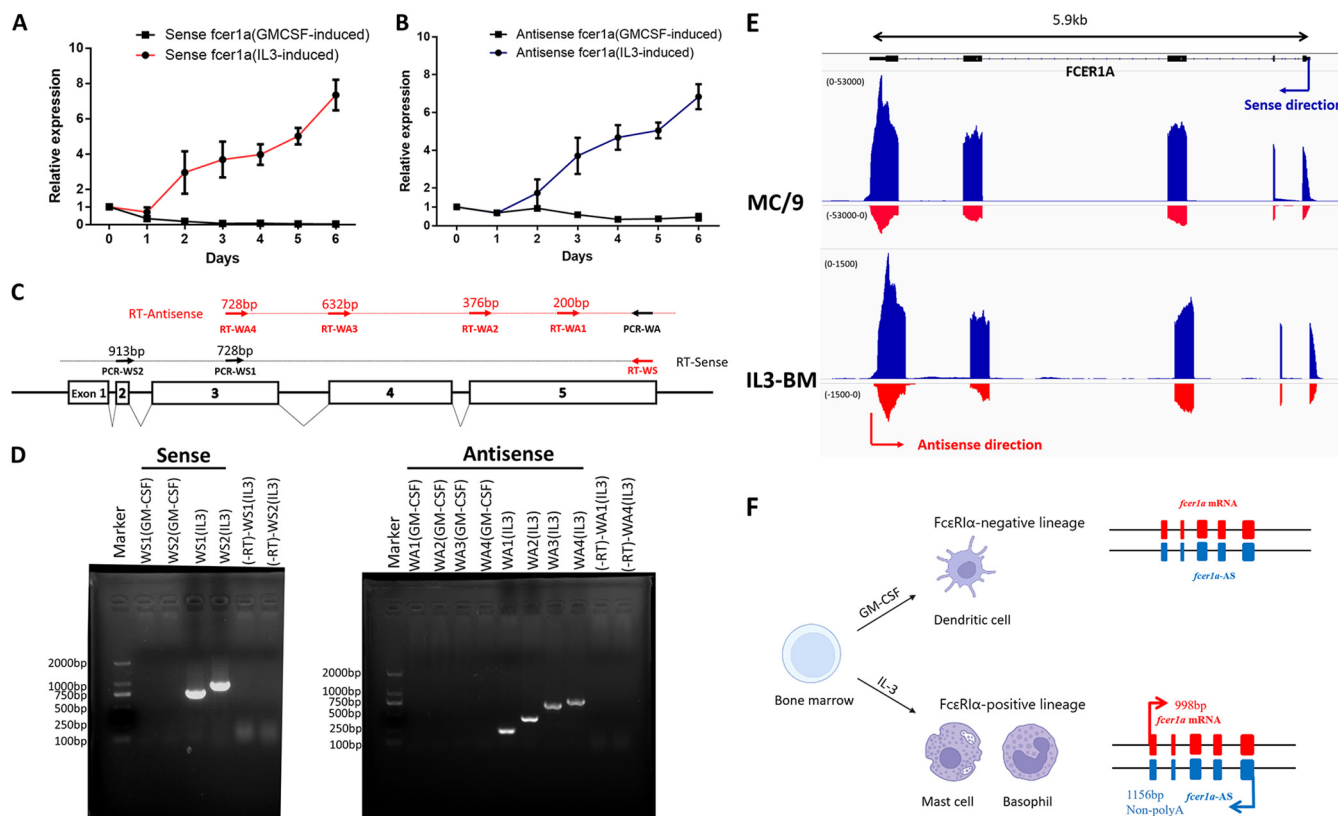 A
Sense fcer1a(GMCSF-induced)
Sense fcer1a(IL3-induced)
Relative expression
10
8
6
4
2
1
0
0 1 2 3 4 5 6
Days
B
Antisense fcer1a(GMCSF-induced)
Antisense fcer1a(IL3-induced)
Relative expression
10
8
6
4
2
1
0
0 1 2 3 4 5 6
Days
C
728bp 632bp 376bp 200bp
RT-Antisense
RT-WA4 RT-WA3 RT-WA2 RT-WA1 PCR-WA
913bp 728bp
RT-Sense
PCR-WS2 PCR-WS1 RT-WS
Exon 1 2 3 4 5
D
Sense
Marker
WS1(GM-CSF)
WS2(GM-CSF)
WS1(IL3)
WS2(IL3)
(-RT)-WS1(IL3)
(-RT)-WS2(IL3)
2000bp
1000bp
750bp
500bp
250bp
100bp
Antisense
Marker
WA1(GM-CSF)
WA2(GM-CSF)
WA3(GM-CSF)
WA4(GM-CSF)
WA1(IL3)
WA2(IL3)
WA3(IL3)
WA4(IL3)
(-RT)-WA1(IL3)
(-RT)-WA4(IL3)
2000bp
1000bp
750bp
500bp
250bp
100bp
E
5.9kb
FCER1A
(0-53000)
Sense direction
MC/9
(-53000-0)
(0-1500)
IL3-BM
(-1500-0)
Antisense direction
F
FcεRIα-negative lineage
fcer1a mRNA
fcer1a-AS
GM-CSF
Dendritic cell
Bone marrow
IL-3
FcεRIα-positive lineage
998bp
fcer1a mRNA
Mast cell
Basophil
1156bp
Non-polyA
fcer1a-AS